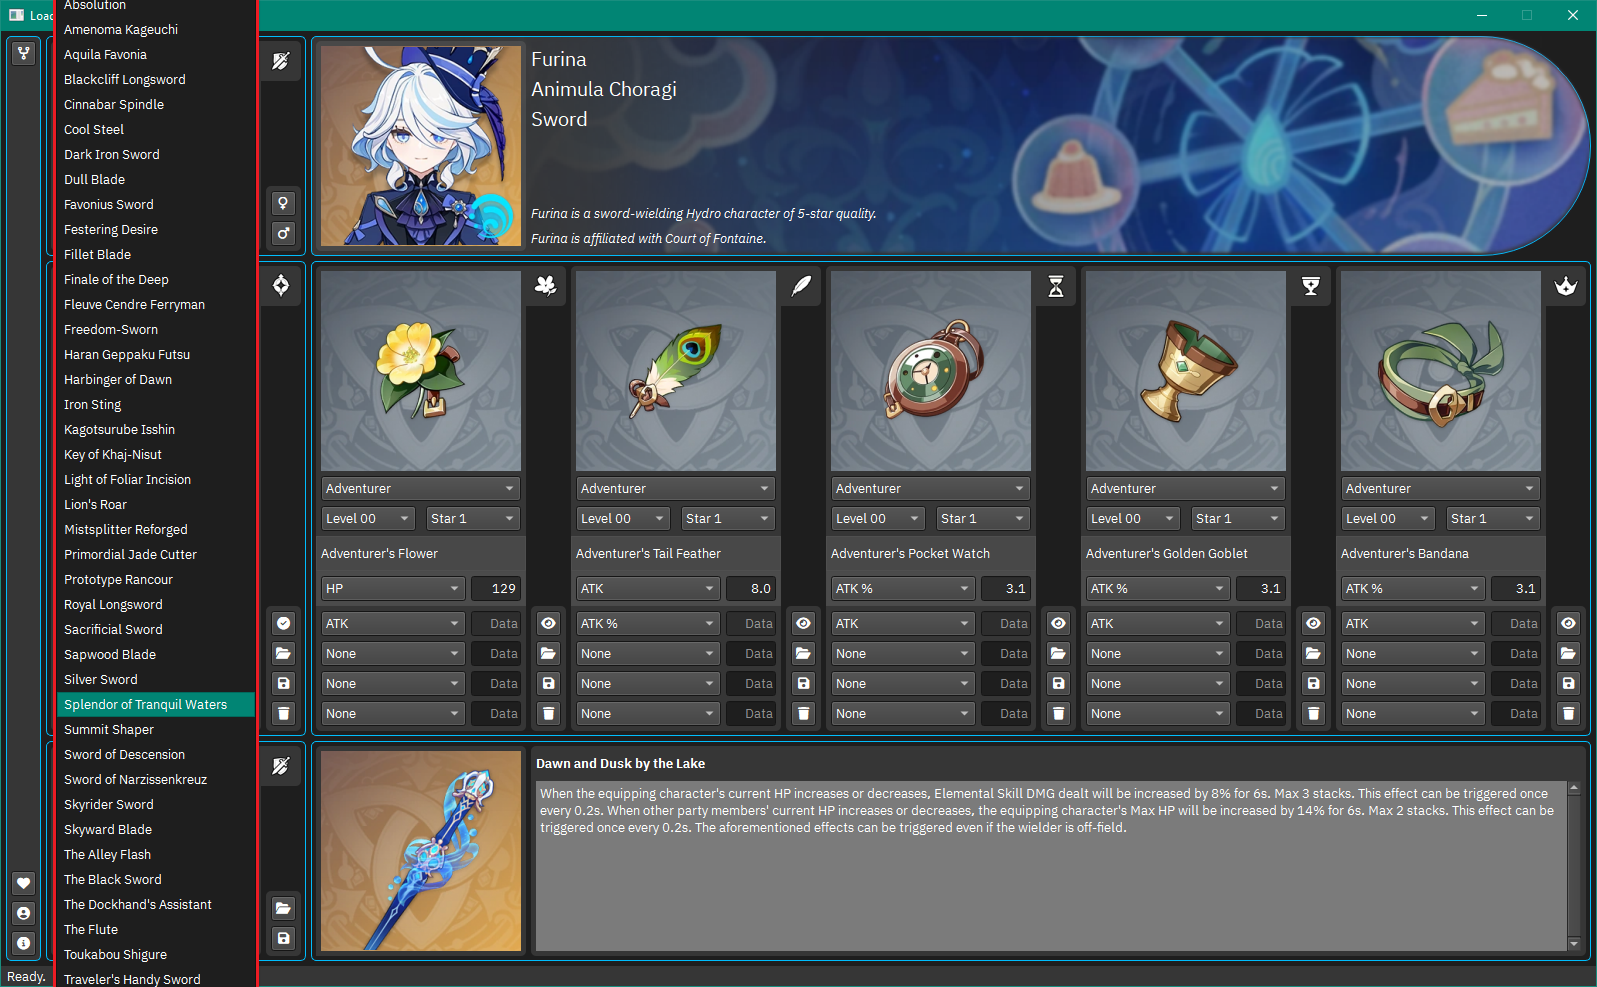 Load
Absolution
Amenoma Kageuchi
Aquila Favonia
Blackcliff Longsword
Cinnabar Spindle
Cool Steel
Dark Iron Sword
Dull Blade
Favonius Sword
Festering Desire
Fillet Blade
Finale of the Deep
Fleuve Cendre Ferryman
Freedom-Sworn
Haran Geppaku Futsu
Harbinger of Dawn
Iron Sting
Kagotsurube Isshin
Key of Khaj-Nisut
Light of Foliar Incision
Lion's Roar
Mistsplitter Reforged
Primordial Jade Cutter
Prototype Rancour
Royal Longsword
Sacrificial Sword
Sapwood Blade
Silver Sword
Splendor of Tranquil Waters
Summit Shaper
Sword of Descension
Sword of Narzissenkreuz
Skyrider Sword
Skyward Blade
The Alley Flash
The Black Sword
The Dockhand's Assistant
The Flute
Toukabou Shigure
Traveler's Handy Sword
Furina
Animula Choragi
Sword
Furina is a sword-wielding Hydro character of 5-star quality.
Furina is affiliated with Court of Fontaine.
Adventurer Adventurer Adventurer Adventurer Adventurer
Level 00 Star 1 Level 00 Star 1 Level 00 Star 1 Level 00 Star 1 Level 00 Star 1
Adventurer's Flower Adventurer's Tail Feather Adventurer's Pocket Watch Adventurer's Golden Goblet Adventurer's Bandana
HP 129 ATK 8.0 ATK % 3.1 ATK % 3.1 ATK % 3.1
ATK Data ATK % Data ATK Data ATK Data ATK Data
None Data None Data None Data None Data None Data
None Data None Data None Data None Data None Data
None Data None Data None Data None Data None Data
Dawn and Dusk by the Lake
When the equipping character's current HP increases or decreases, Elemental Skill DMG dealt will be increased by 8% for 6s. Max 3 stacks. This effect can be triggered once
every 0.2s. When other party members' current HP increases or decreases, the equipping character's Max HP will be increased by 14% for 6s. Max 2 stacks. This effect can be
triggered once every 0.2s. The aforementioned effects can be triggered even if the wielder is off-field.
Ready.